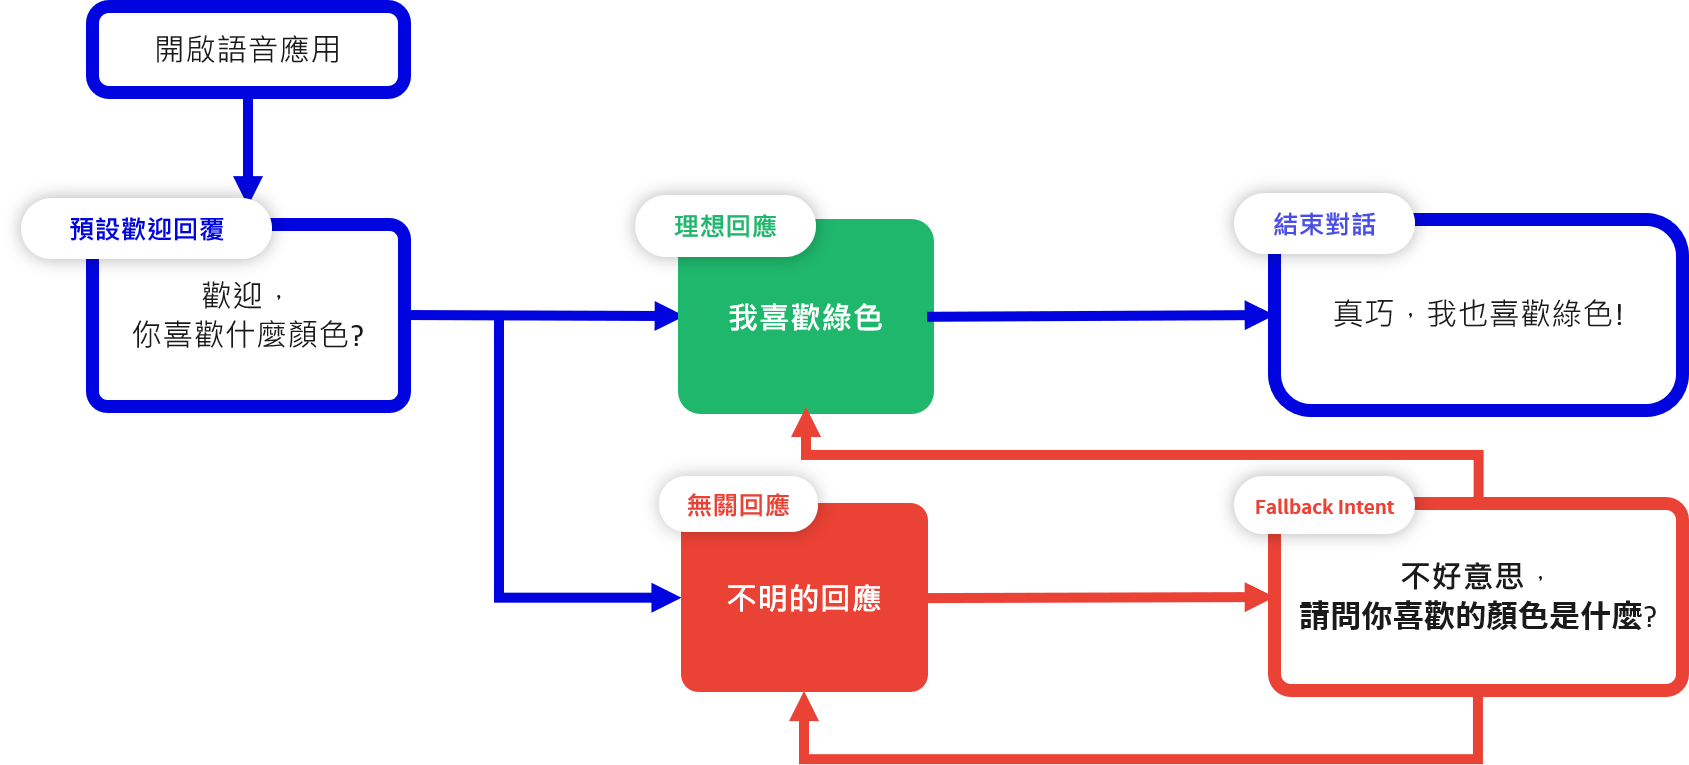 開啟語音應用
預設歡迎回覆
歡迎，
你喜歡什麼顏色?
理想回應
我喜歡綠色
結束對話
真巧，我也喜歡綠色!
無關回應
不明的回應
Fallback Intent
不好意思，
請問你喜歡的顏色是什麼?